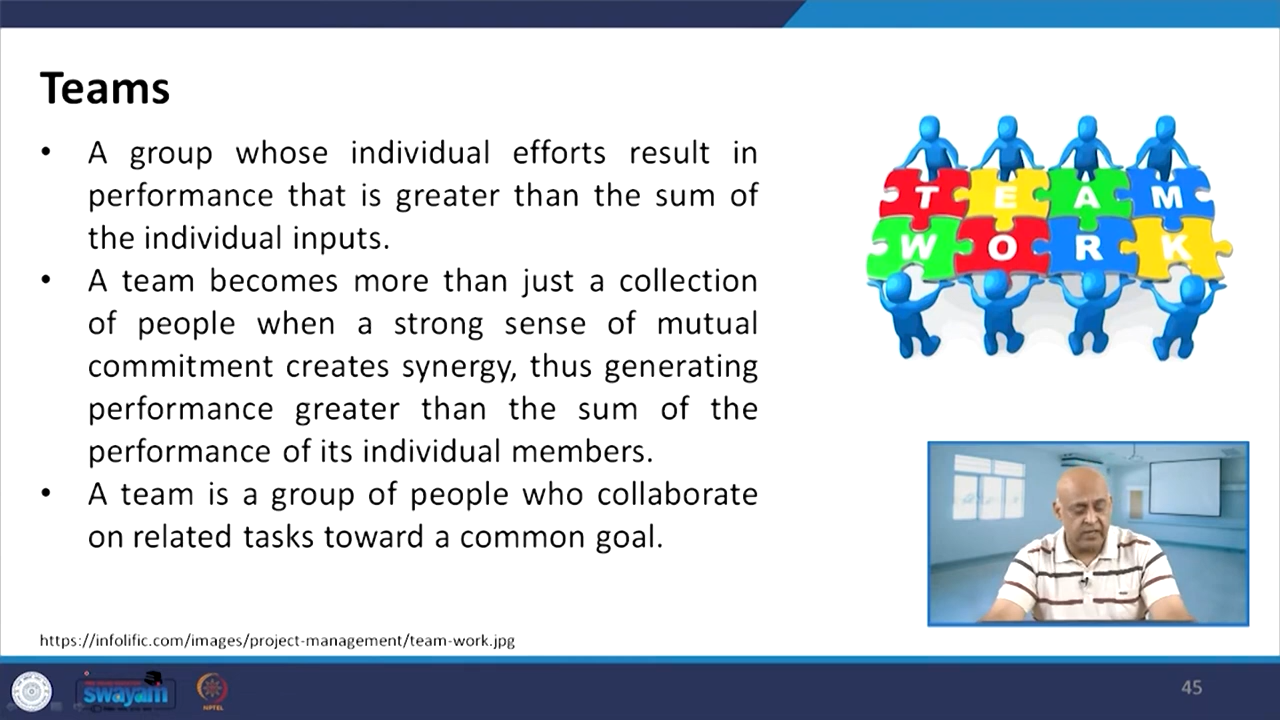 Teams
• A group whose individual efforts result in
performance that is greater than the sum of
the individual inputs.
• A team becomes more than just a collection
of people when a strong sense of mutual
commitment creates synergy, thus generating
performance greater than the sum of the
performance of its individual members.
• A team is a group of people who collaborate
on related tasks toward a common goal.
TEAM
WORK
https://infolific.com/images/project-management/team-work.jpg
swayam
NPTEL
45